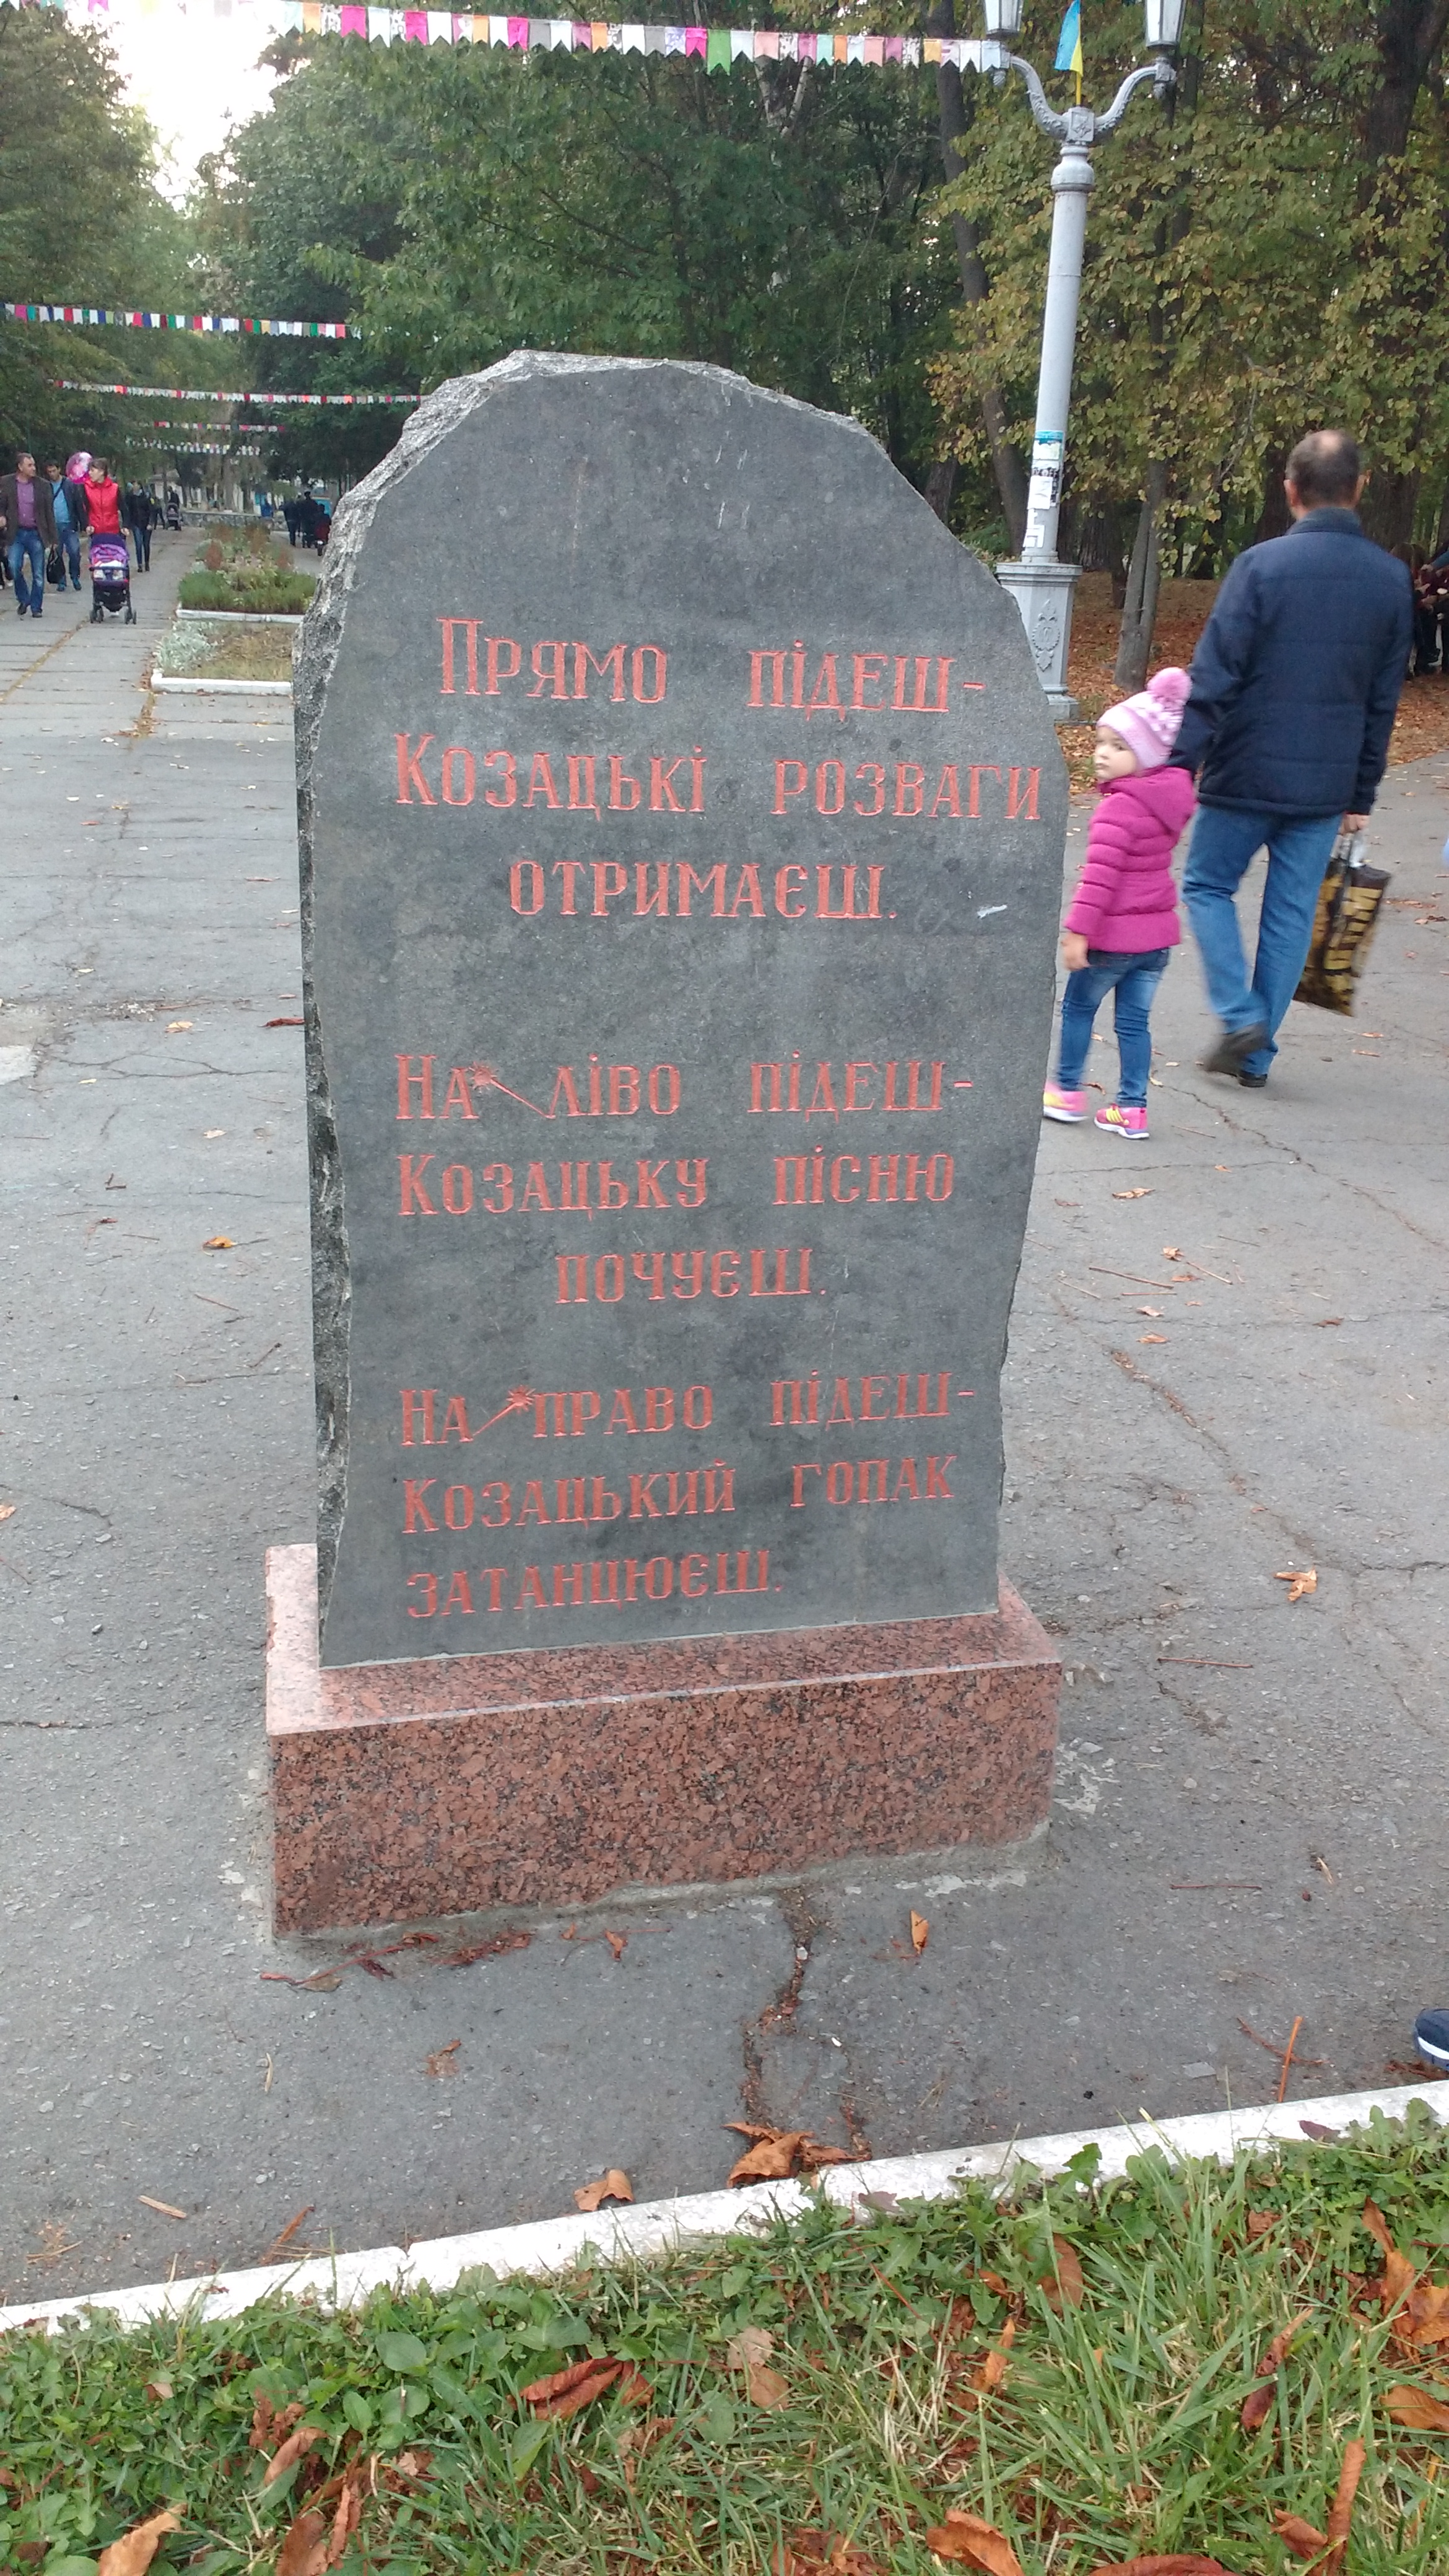 Прямо підеш-
Козацькі розваги
отримаєш.
На ліво підеш-
Козацьку пісню
почуєш.
На право підеш-
Козацький гопак
затанцюєш.